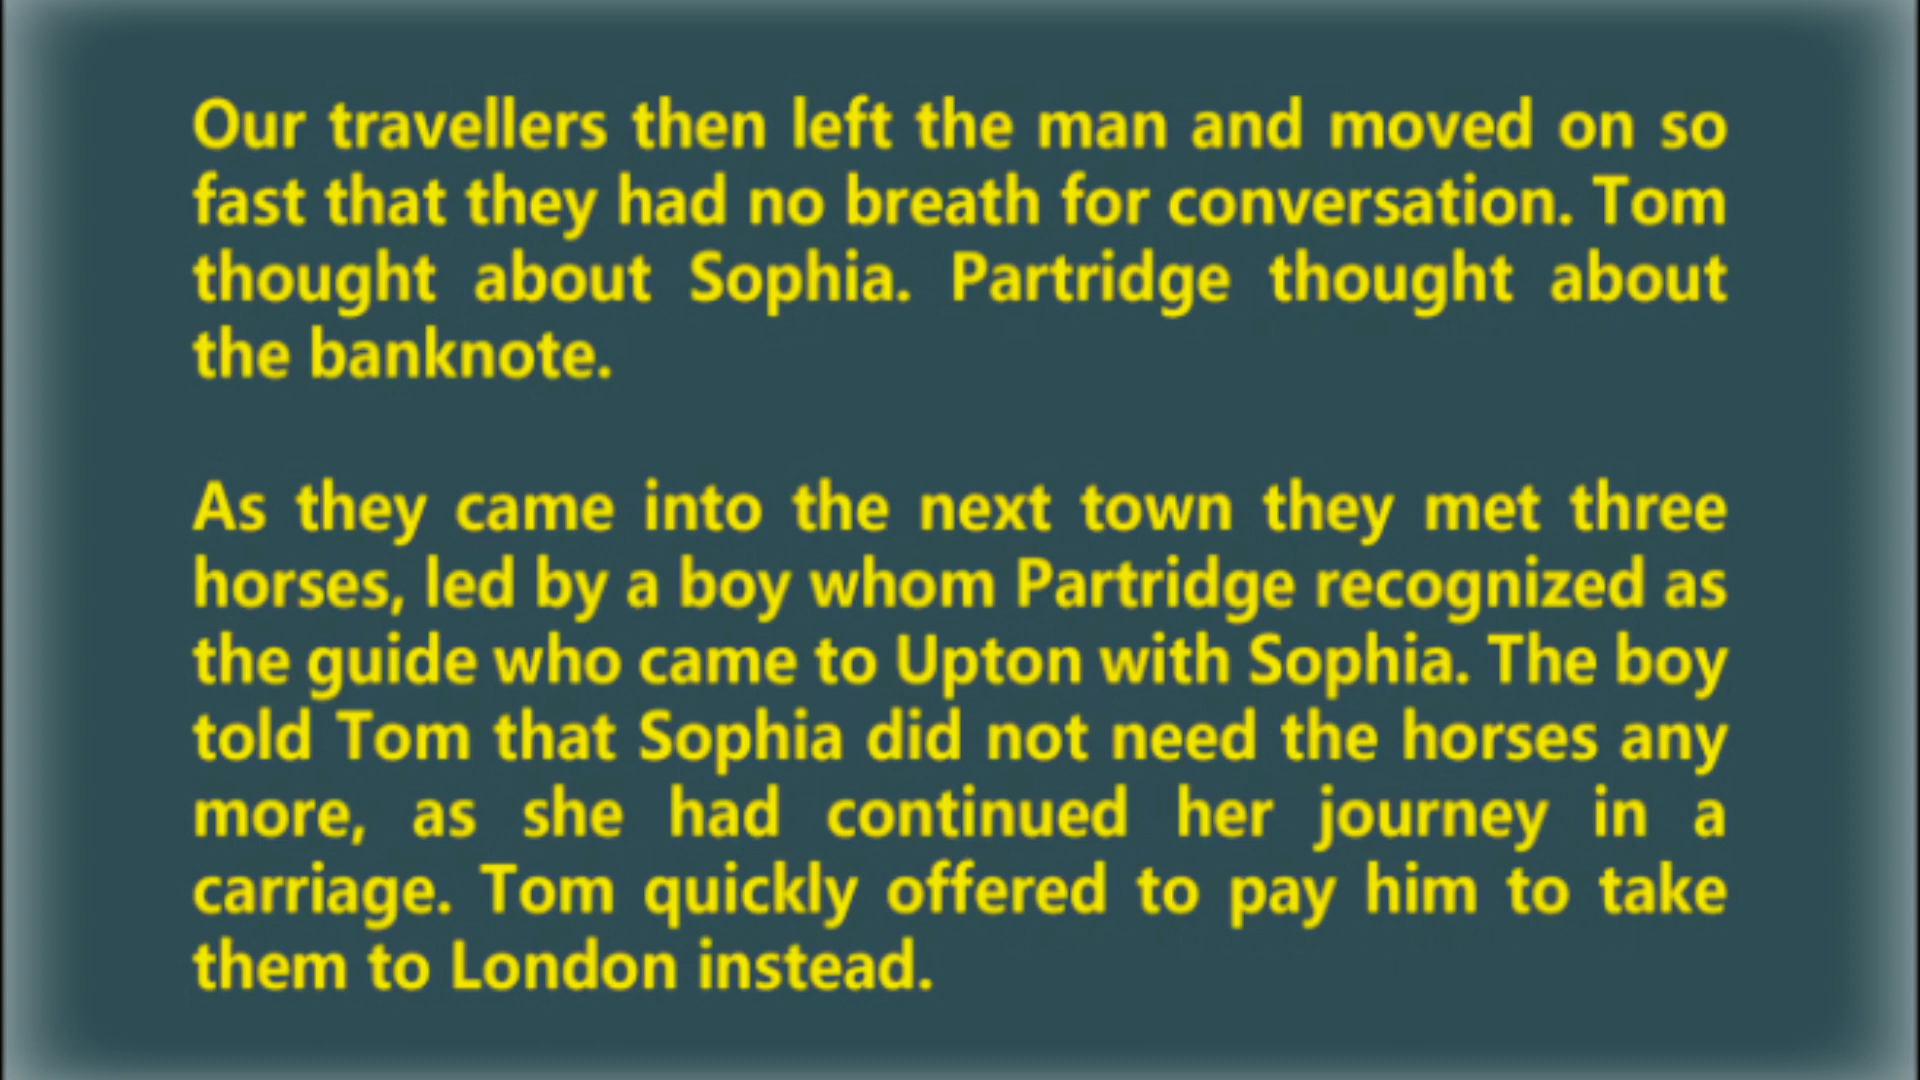 Our travellers then left the man and moved on so
fast that they had no breath for conversation. Tom
thought about Sophia. Partridge thought about
the banknote.
As they came into the next town they met three
horses, led by a boy whom Partridge recognized as
the guide who came to Upton with Sophia. The boy
told Tom that Sophia did not need the horses any
more, as she had continued her journey in a
carriage. Tom quickly offered to pay him to take
them to London instead.